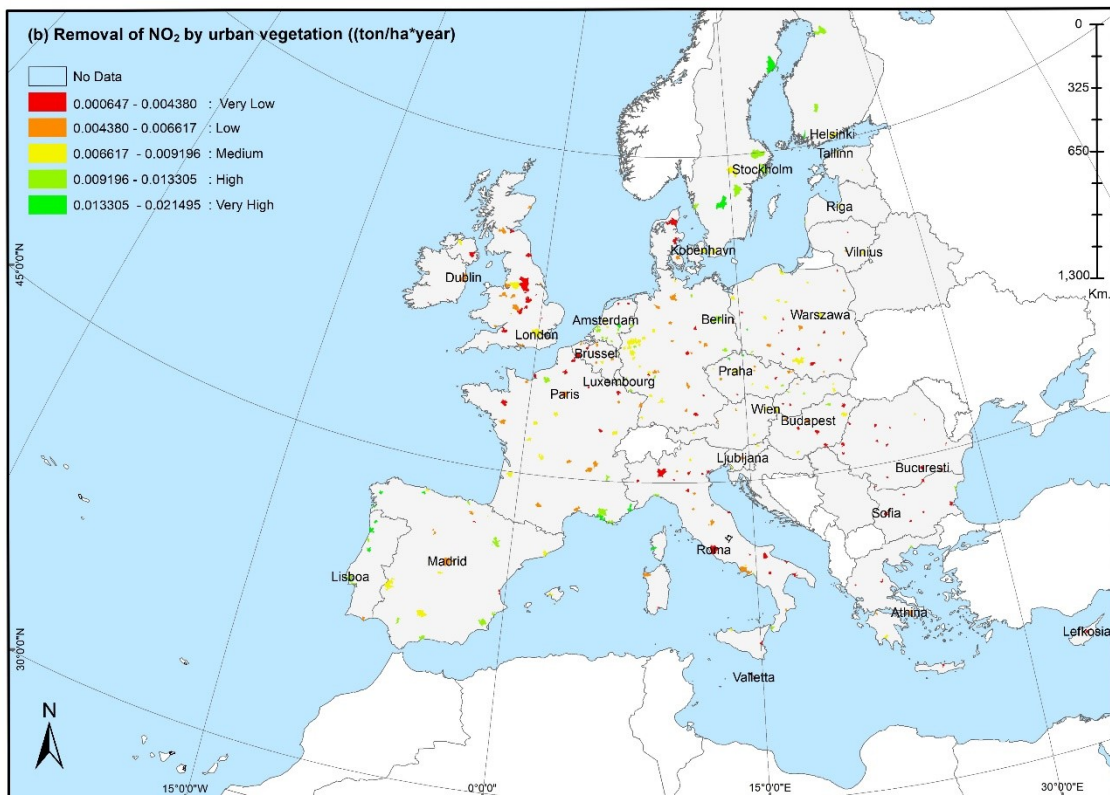 (b) Removal of NO₂ by urban vegetation ((ton/ha*year)
No Data
0.000647 - 0.004380 : Very Low
0.004380 - 0.006617 : Low
0.006617 - 0.009196 : Medium
0.009196 - 0.013305 : High
0.013305 - 0.021495 : Very High
0
325
650
1,300
Km.
Helsinki
Tallinn
Stockholm
Riga
Kobenhavn
Vilnius
Dublin
Amsterdam
Berlin
Warszawa
London
Brussel
Luxembourg
Praha
Paris
Wien
Budapest
Ljubljana
Bucuresti
Sofia
Roma
Madrid
Lisboa
Athina
Lefkosia
Valletta
45°0'0"N
30°0'0"N
N
15°0'0"W
0°0'0"
15°0'0"E
30°0'0"E